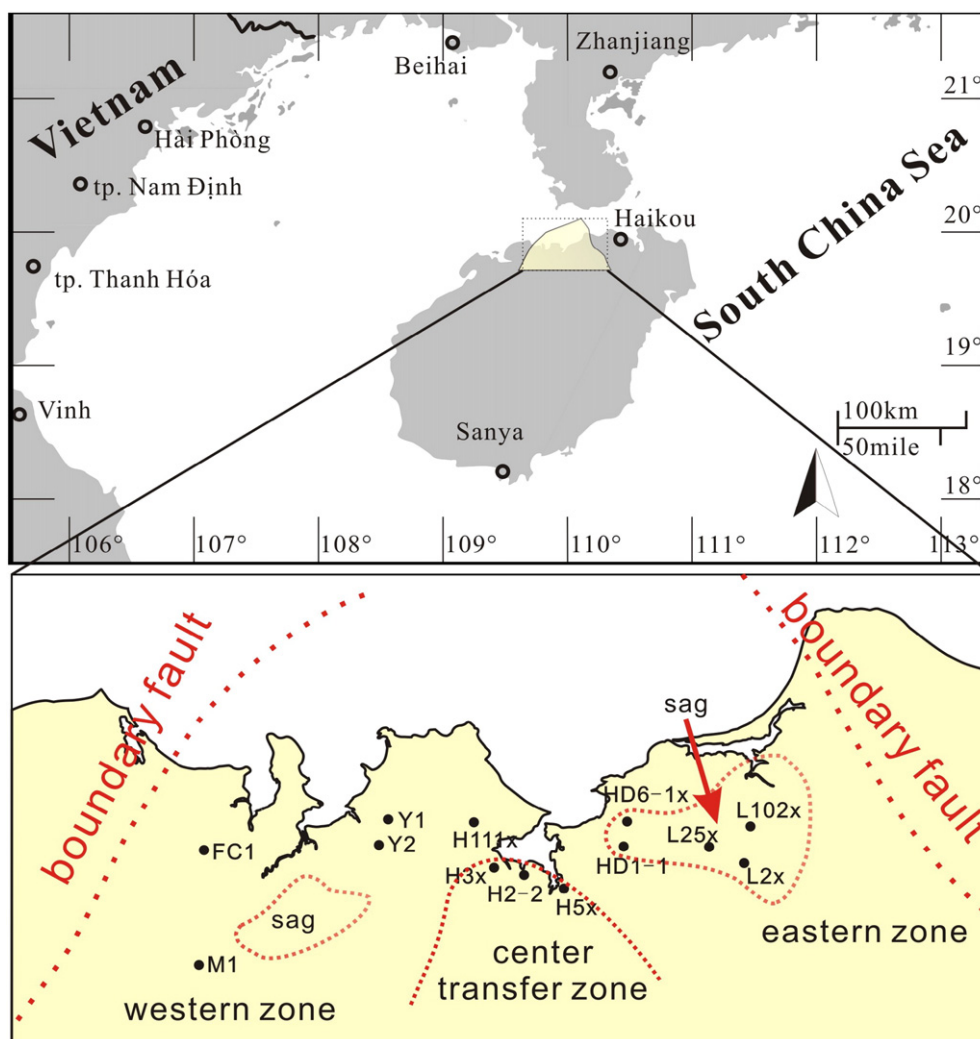 Zhanjiang
Beihai
Vietnam
21°
Hài Phòng
tp. Nam Định
South China Sea
Haikou
20°
tp. Thanh Hóa
19°
Vinh
100km
50mile
Sanya
18°
106°
107°
108°
109°
110°
111°
112°
113°
boundary fault
boundary fault
sag
HD6-1x
L102x
Y1
H111x
L25x
Y2
FC1
HD1-1
H3x
L2x
H2-2
H5x
sag
eastern zone
center
transfer zone
M1
western zone